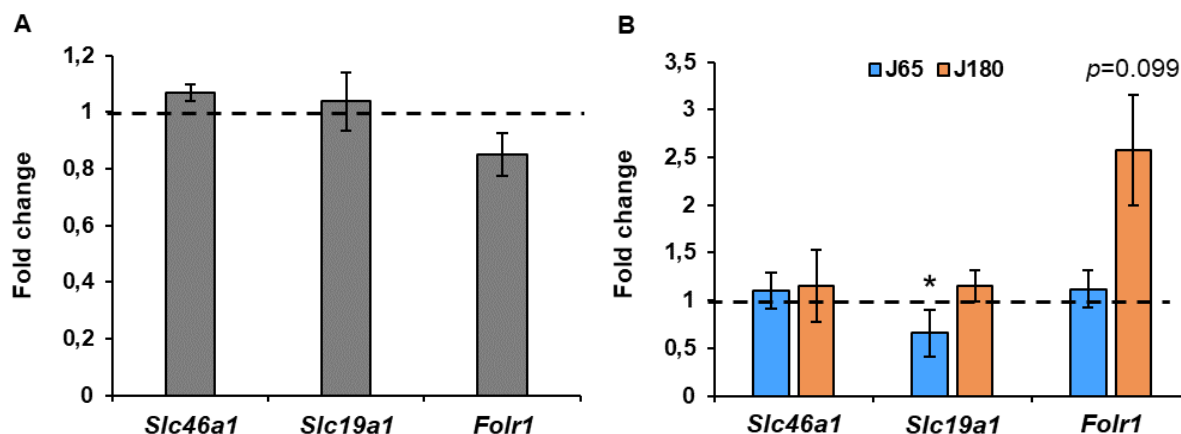 A
Fold change
1,2
1
0,8
0,6
0,4
0,2
0
Slc46a1 Slc19a1 Folr1
B
Fold change
J65 J180
p=0.099
3,5
3
2,5
2
1,5
1
0,5
0
*
Slc46a1 Slc19a1 Folr1